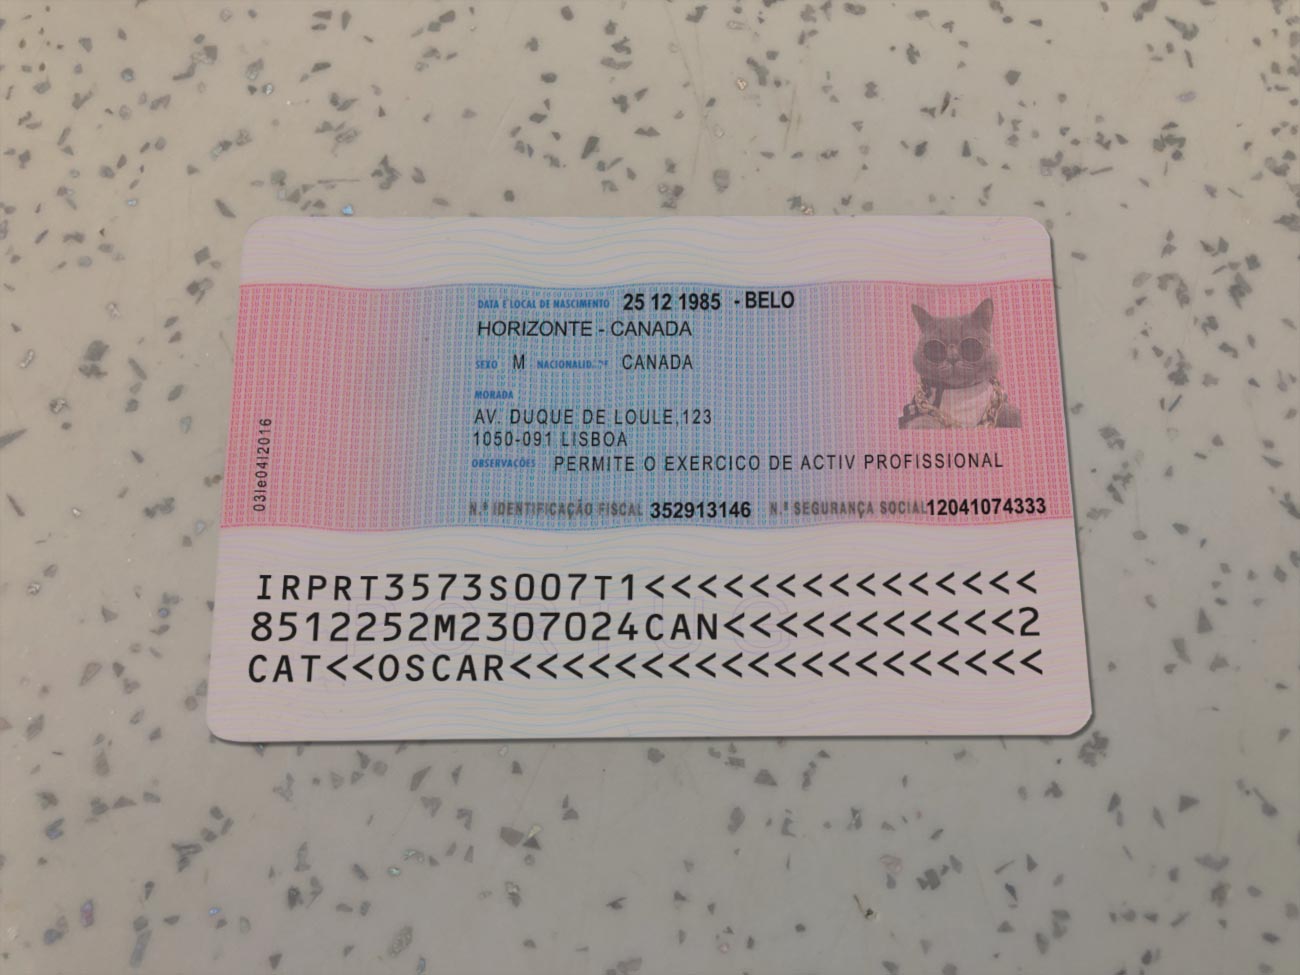 DATA E LOCAL DE NASCIMENTO 25 12 1985 - BELO
HORIZONTE - CANADA
SEXO M NACIONALIDADE CANADA
MORADA
AV. DUQUE DE LOULE,123
1050-091 LISBOA
OBSERVAÇÕES PERMITE O EXERCICO DE ACTIV PROFISSIONAL
N.º IDENTIFICAÇÃO FISCAL 352913146 N.º SEGURANÇA SOCIAL 12041074333
03le04l2016
IRPRT3573S007T1<<<<<<<<<<<<<<<
8512252M2307024CAN<<<<<<<<<<<2
CAT<<OSCAR<<<<<<<<<<<<<<<<<<<<